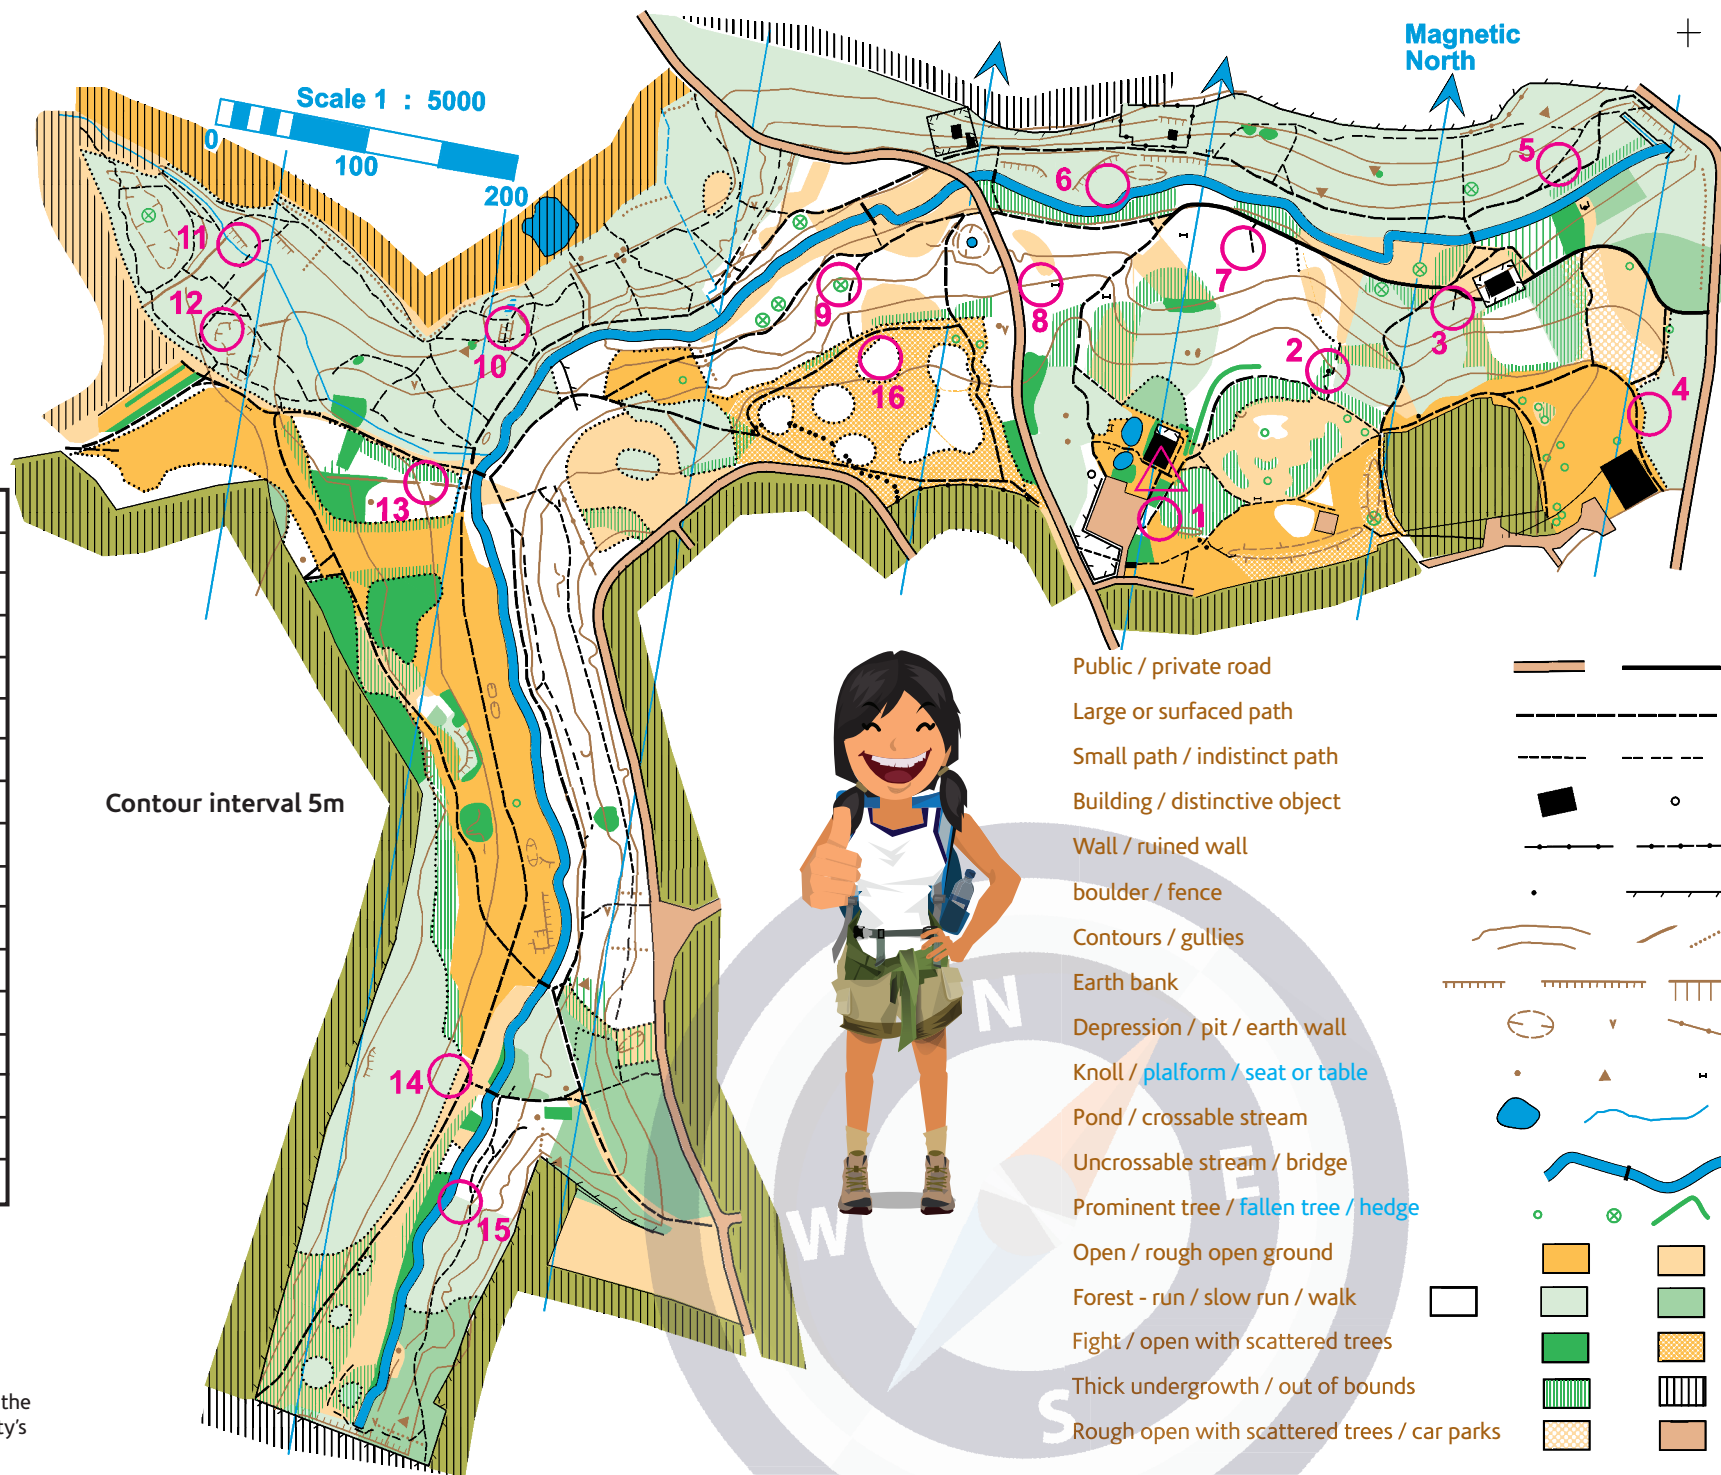 Magnetic
North
Scale 1 : 5000
0
100
200
5
6
11
7
12
9
8
10
2
3
16
4
13
1
Contour interval 5m
14
15
Public / private road
Large or surfaced path
Small path / indistinct path
Building / distinctive object
Wall / ruined wall
boulder / fence
Contours / gullies
Earth bank
Depression / pit / earth wall
Knoll / plalform / seat or table
Pond / crossable stream
Uncrossable stream / bridge
Prominent tree / fallen tree / hedge
Open / rough open ground
Forest - run / slow run / walk
Fight / open with scattered trees
Thick undergrowth / out of bounds
Rough open with scattered trees / car parks
N
E
W
S
the
ty's